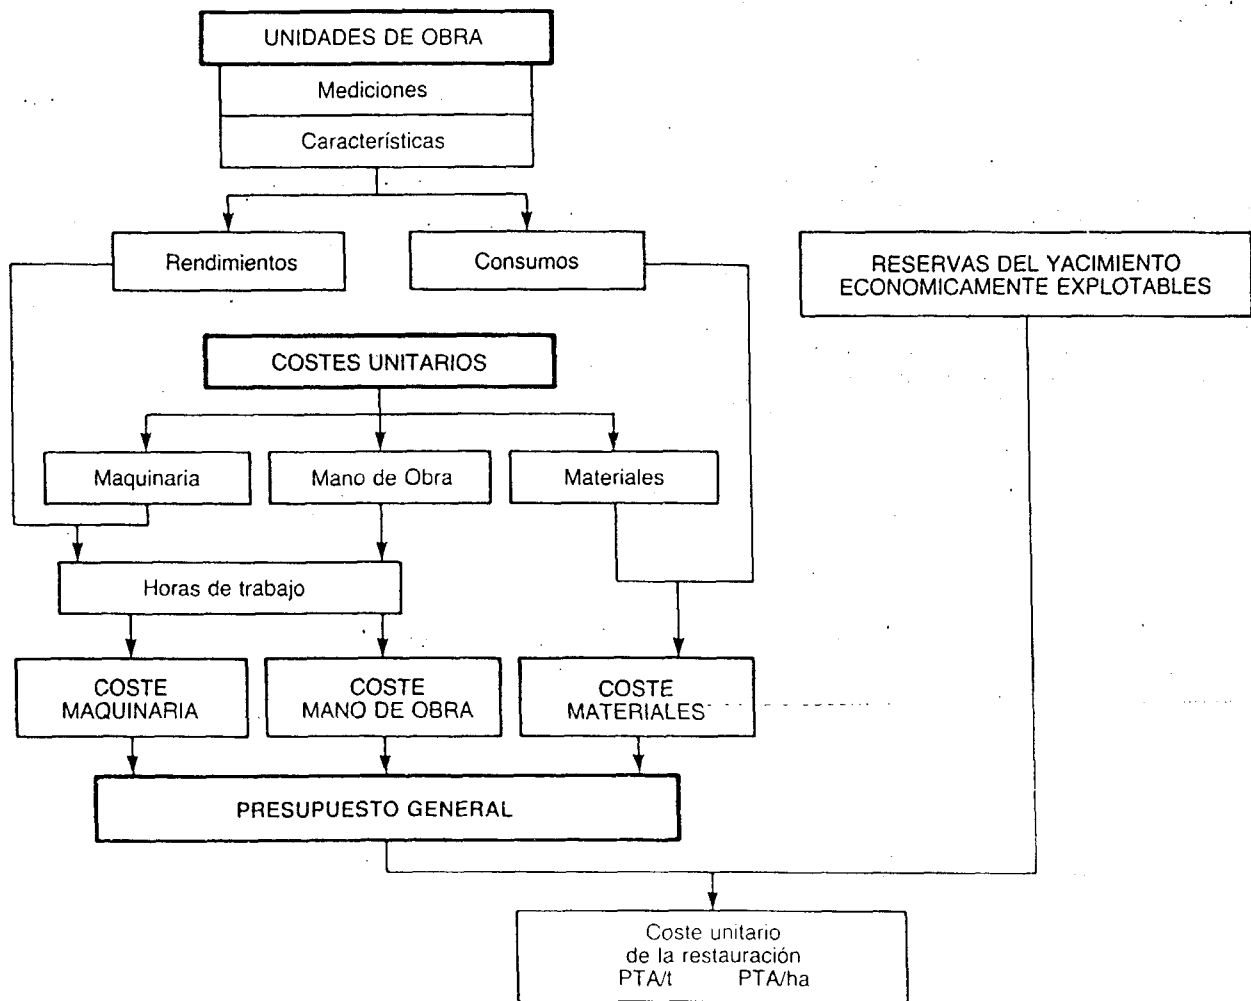 UNIDADES DE OBRA
Mediciones
Características
Rendimientos
Consumos
RESERVAS DEL YACIMIENTO
ECONOMICAMENTE EXPLOTABLES
COSTES UNITARIOS
Maquinaria
Mano de Obra
Materiales
Horas de trabajo
COSTE
MAQUINARIA
COSTE
MANO DE OBRA
COSTE
MATERIALES
PRESUPUESTO GENERAL
Coste unitario
de la restauración
PTA/t PTA/ha